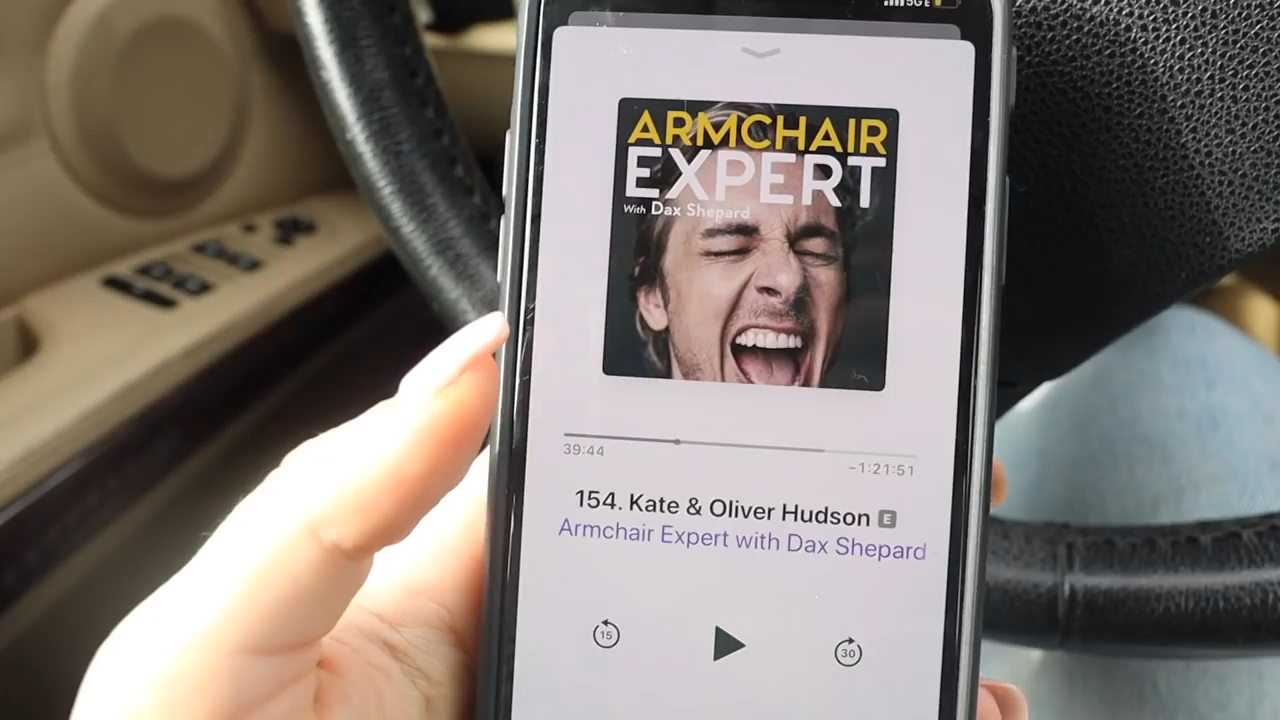 5GE
ARMCHAIR
EXPERT
With Dax Shepard
39:44
-1:21:51
154. Kate & Oliver Hudson E
Armchair Expert with Dax Shepard
15
30